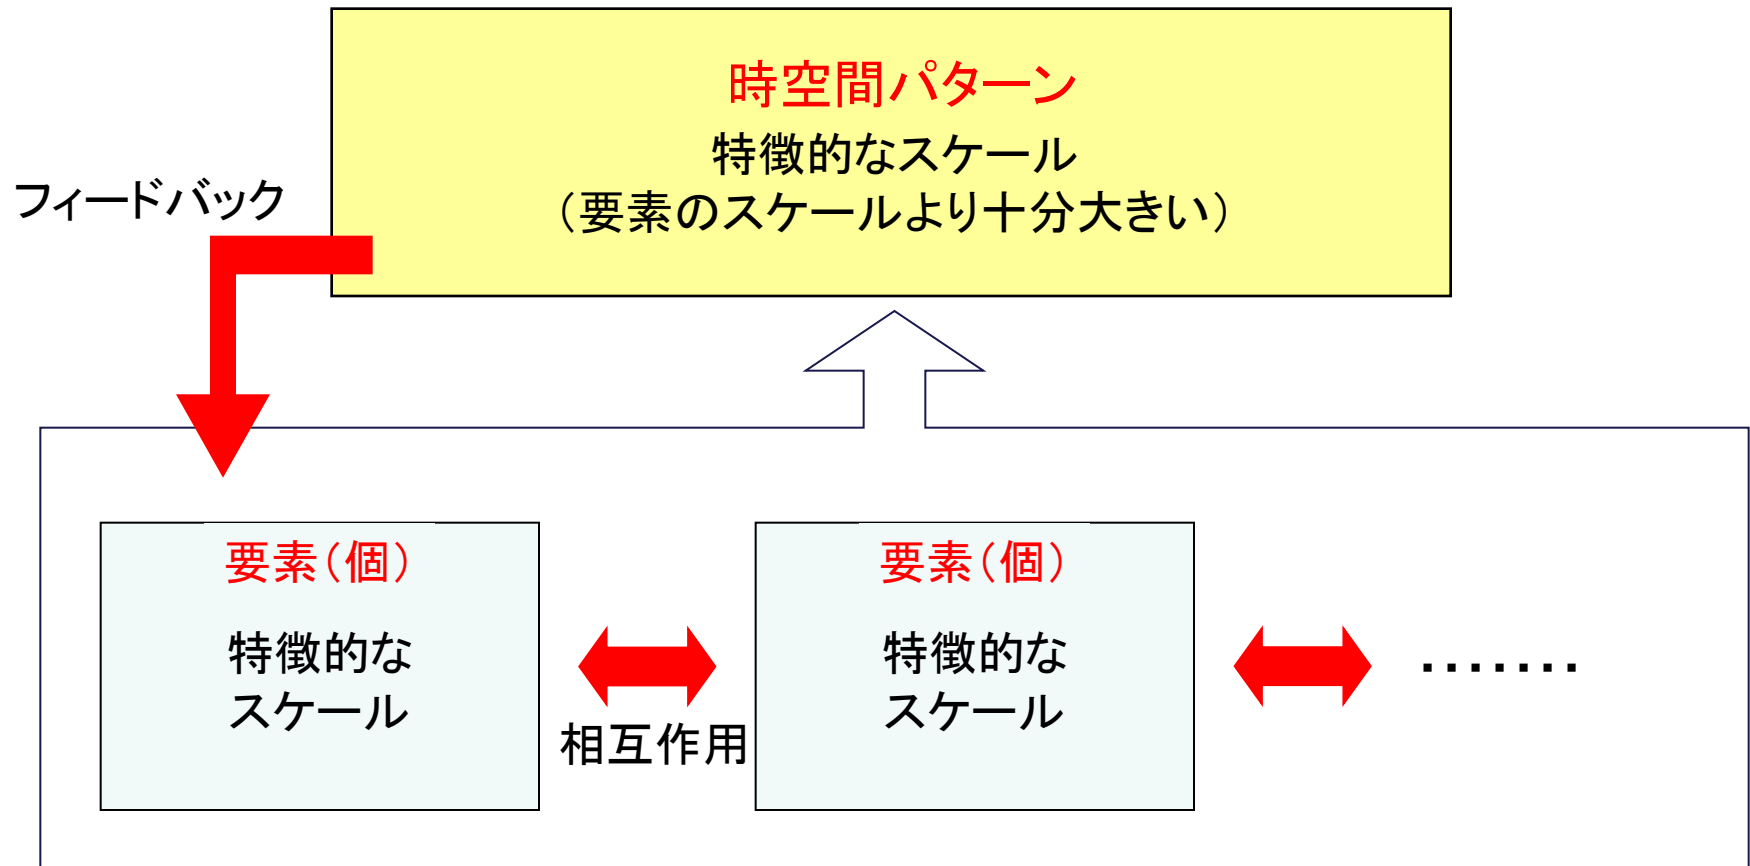 時空間パターン
特徴的なスケール
（要素のスケールより十分大きい）
フィードバック
要素（個）
特徴的な
スケール
相互作用
要素（個）
特徴的な
スケール
・・・・・・・